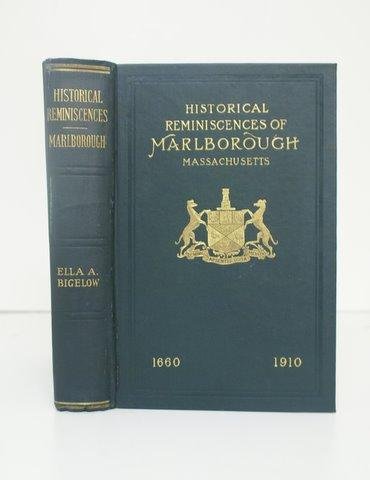 HISTORICAL
REMINISCENCES
MARLBOROUGH
ELLA A.
BIGELOW
HISTORICAL
REMINISCENCES OF
MARLBOROUGH
MASSACHUSETTS
1660 1910